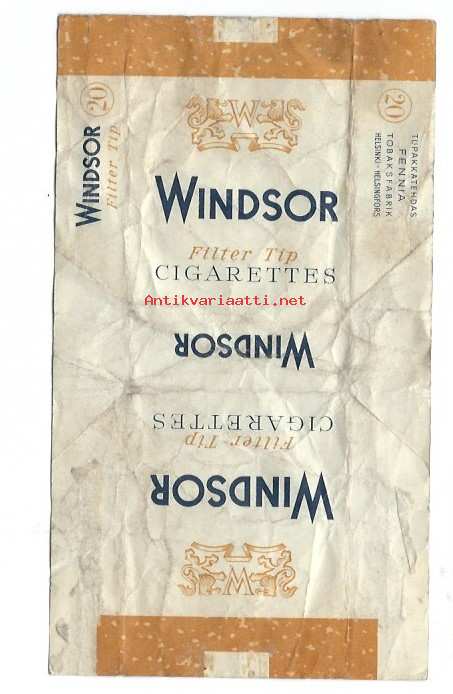 20
WINDSOR
Filter Tip
W
WINDSOR
Filter Tip
CIGARETTES
Antikvariaatti.net
20
TUPAKKATEHDAS
FENNIA
TOBAKSFABRIK
HELSINKI - HELSINGFORS
WINDSOR
CIGARETTES
Filter Tip
WINDSOR
W